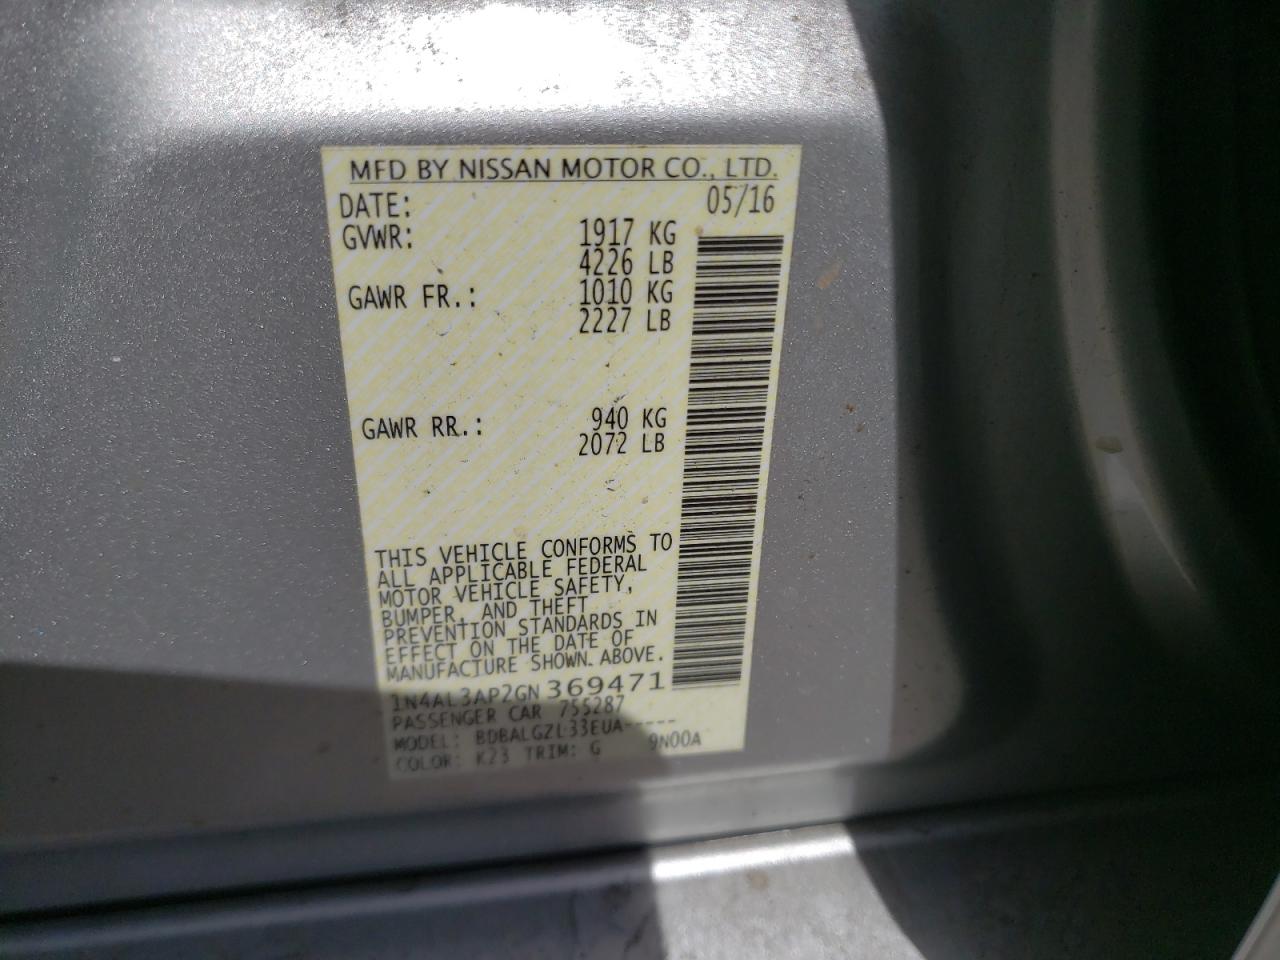 MFD BY NISSAN MOTOR CO., LTD.
DATE: 05/16
GVWR: 1917 KG
4226 LB
GAWR FR.: 1010 KG
2227 LB
GAWR RR.: 940 KG
2072 LB
THIS VEHICLE CONFORMS TO
ALL APPLICABLE FEDERAL
MOTOR VEHICLE SAFETY,
BUMPER, AND THEFT
PREVENTION STANDARDS IN
EFFECT ON THE DATE OF
MANUFACTURE SHOWN ABOVE.
1N4AL3AP2GN369471
PASSENGER CAR 755287
MODEL: BDBALGZL33EUA-----
COLOR: K23 TRIM: G 9N00A